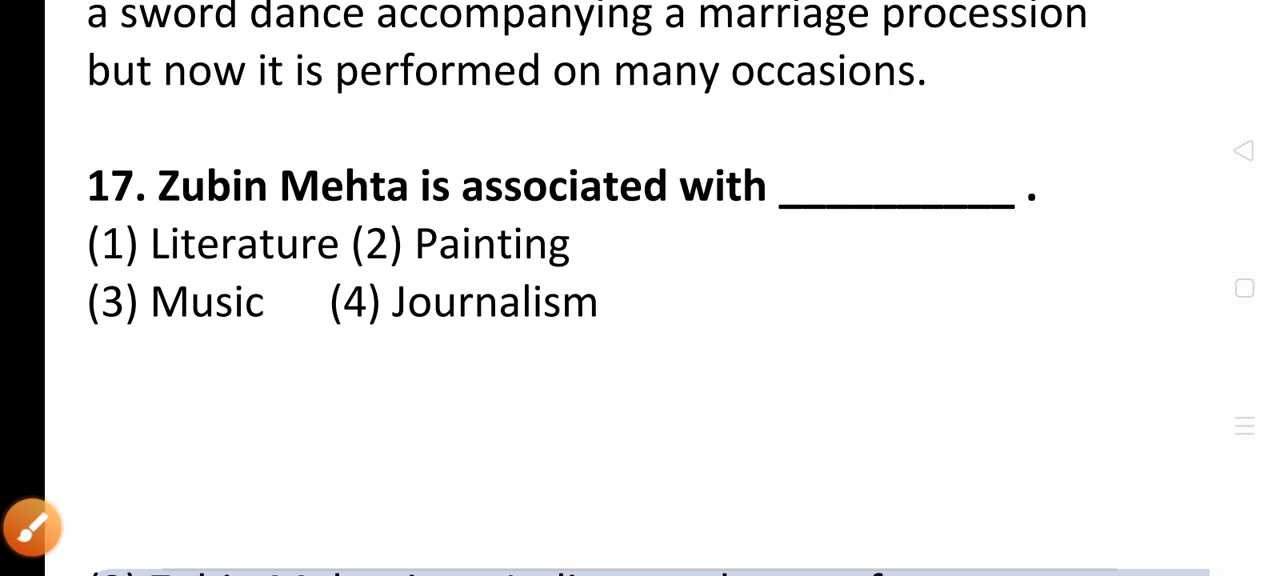 a sword dance accompanying a marriage procession
but now it is performed on many occasions.
17. Zubin Mehta is associated with __________ .
(1) Literature (2) Painting
(3) Music (4) Journalism